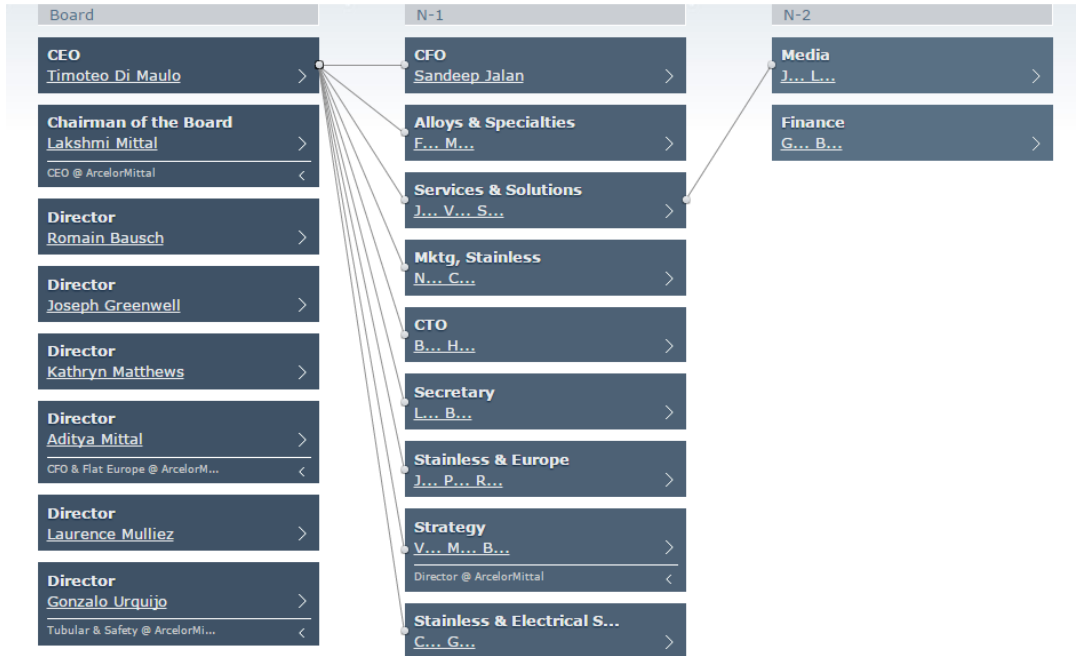 Board
CEO
Timoteo Di Maulo
Chairman of the Board
Lakshmi Mittal
CEO @ ArcelorMittal
Director
Romain Bausch
Director
Joseph Greenwell
Director
Kathryn Matthews
Director
Aditya Mittal
CFO & Flat Europe @ ArcelorM...
Director
Laurence Mulliez
Director
Gonzalo Urquijo
Tubular & Safety @ ArcelorMi...
N-1
CFO
Sandeep Jalan
Alloys & Specialties
F... M...
Services & Solutions
J... V... S...
Mktg, Stainless
N... C...
CTO
B... H...
Secretary
L... B...
Stainless & Europe
J... P... R...
Strategy
V... M... B...
Director @ ArcelorMittal
Stainless & Electrical S...
C... G...
N-2
Media
J... L...
Finance
G... B...